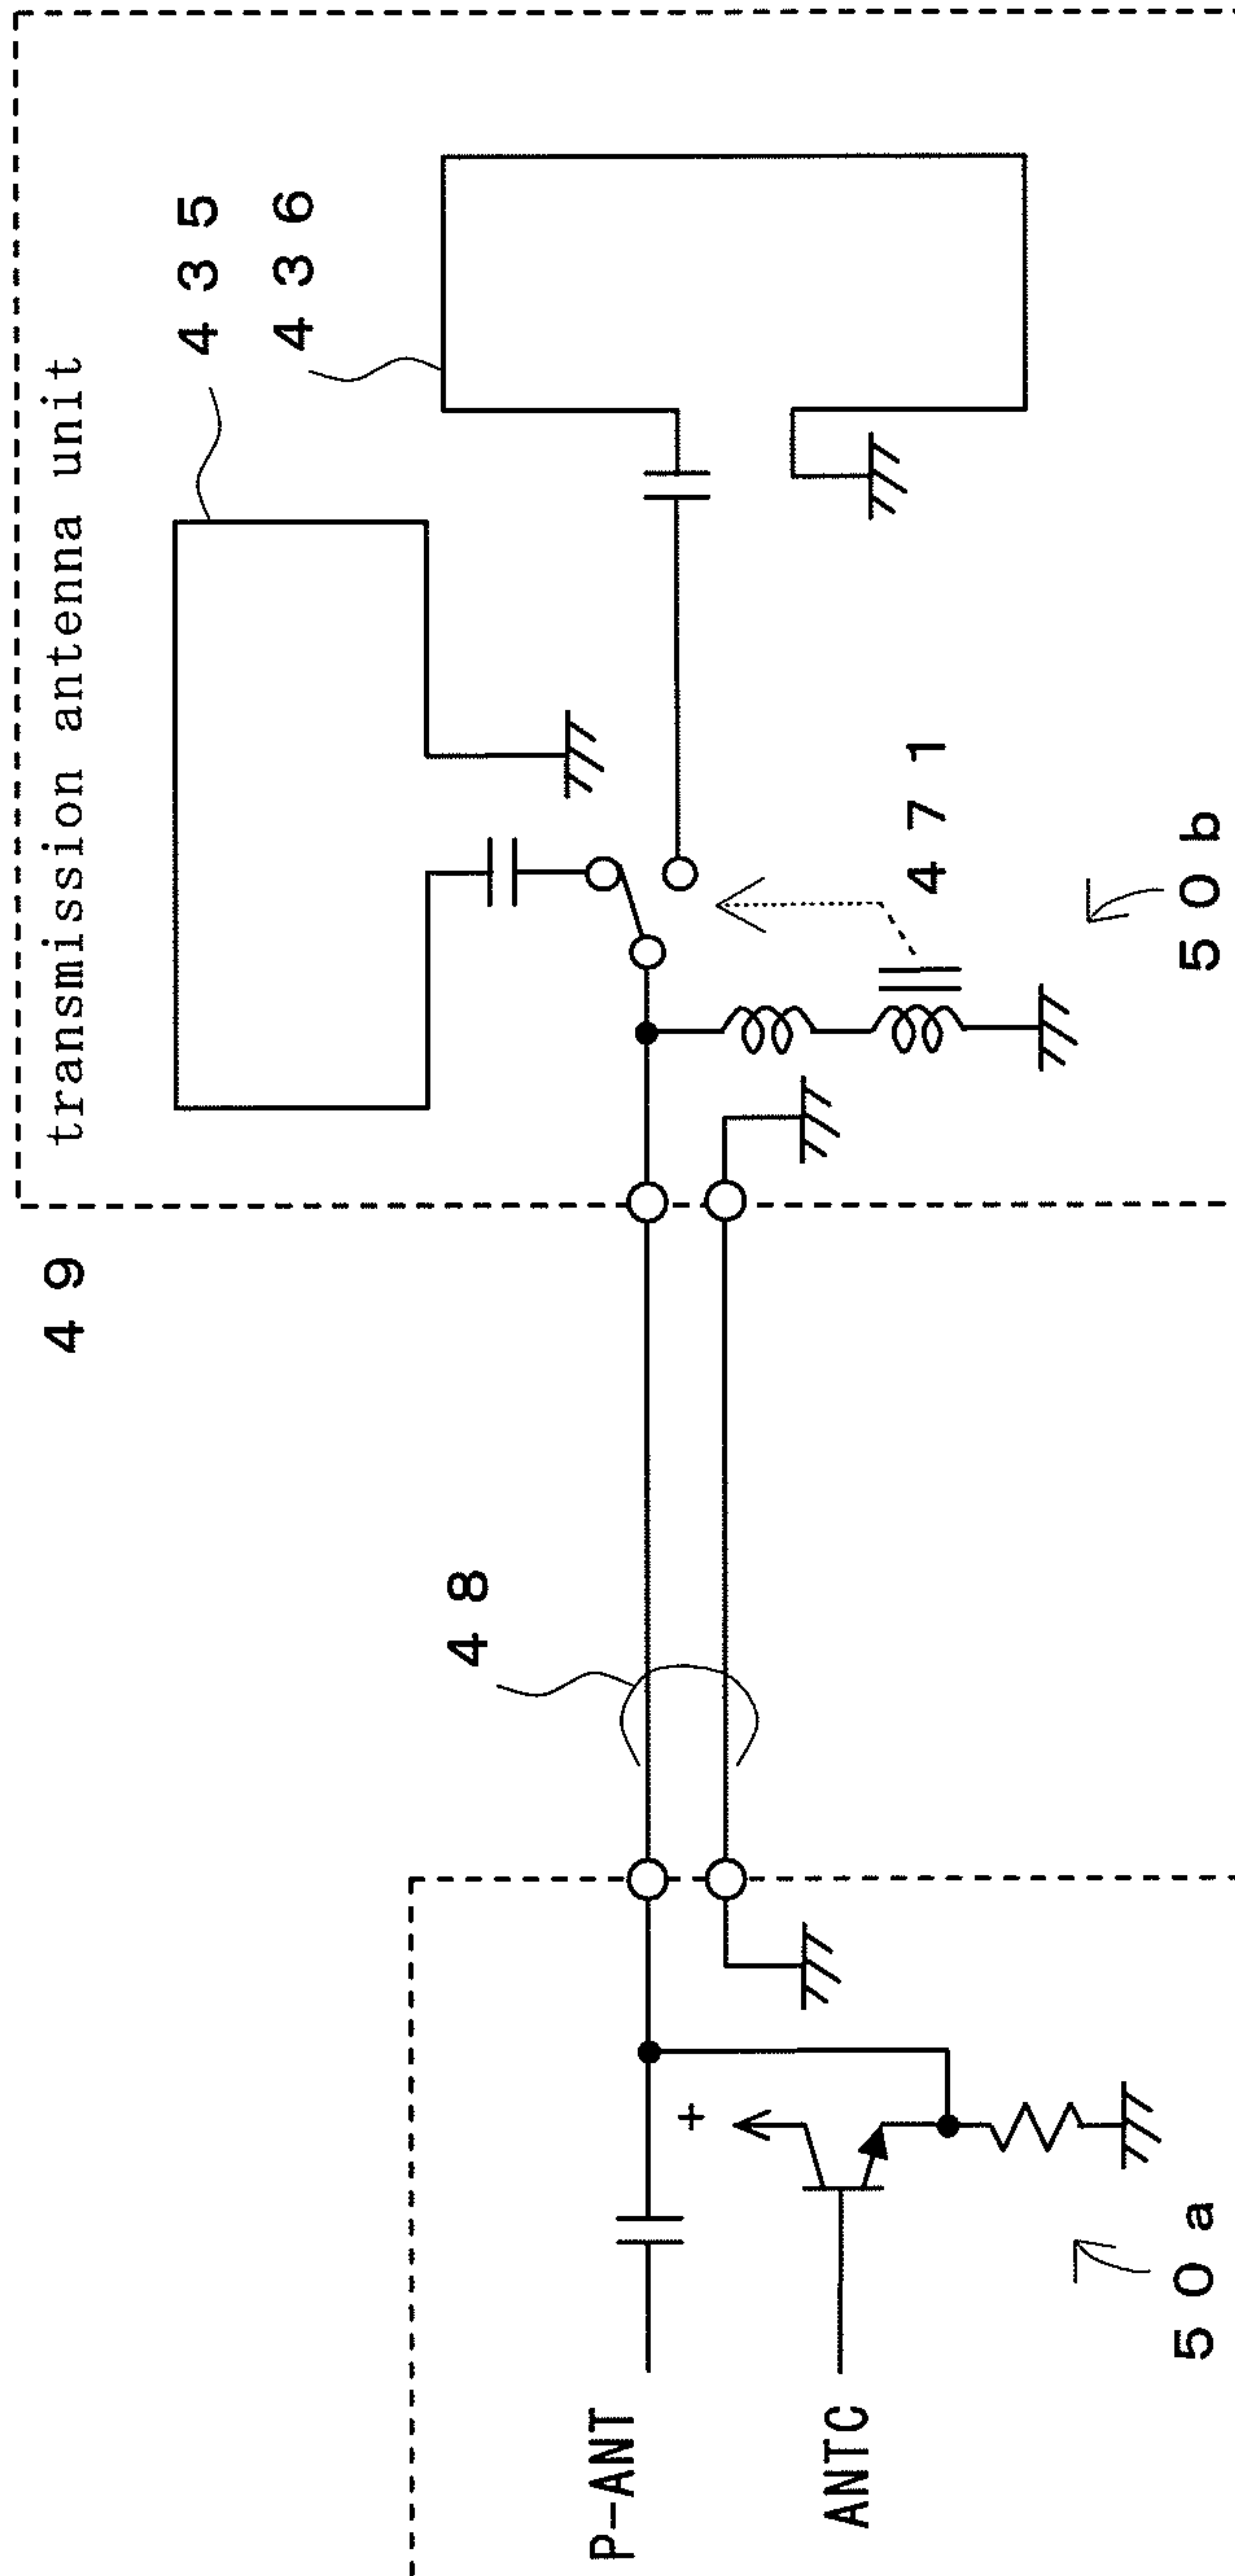 49
transmission antenna unit
435
436
48
471
P-ANT
+
ANTC
50a
50b